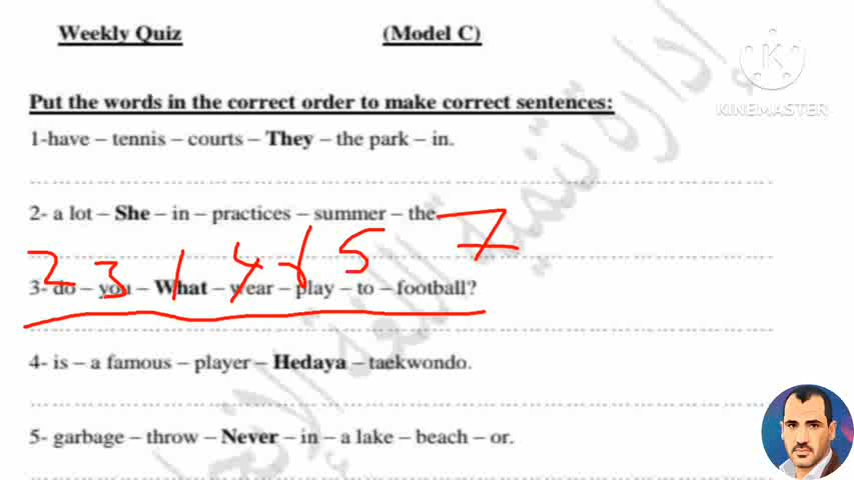 Weekly Quiz (Model C)
K
KINEMASTER
Put the words in the correct order to make correct sentences:
1-have – tennis – courts – They – the park – in.
2- a lot – She – in – practices – summer – the
2 3 1 4 6 5 7
3- do – you – What – wear – play – to – football?
4- is – a famous – player – Hedaya – taekwondo.
5- garbage – throw – Never – in – a lake – beach – or.
إدارة تنمية اللغة